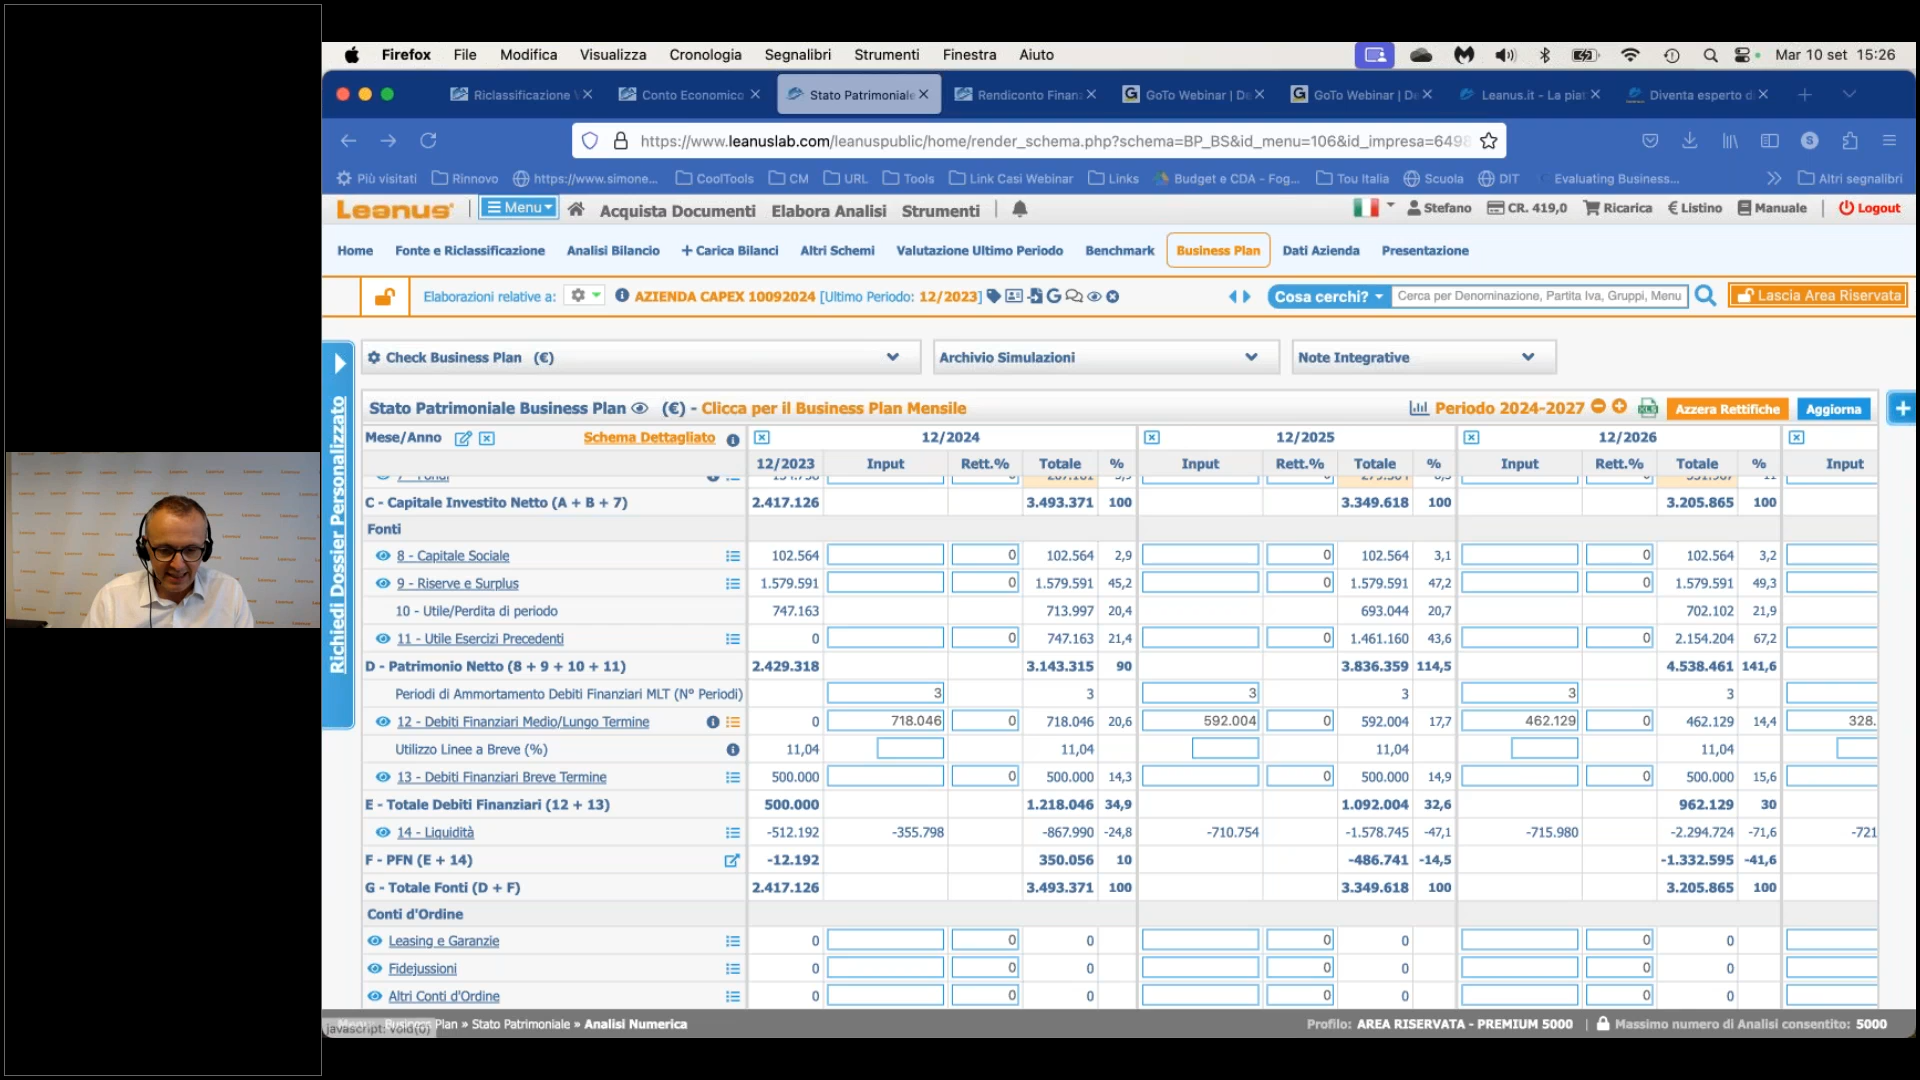 Firefox File Modifica Visualizza Cronologia Segnalibri Strumenti Finestra Aiuto Mar 10 set 15:26
Riclassificazione Conto Economico Stato Patrimoniale Rendiconto Finan GoTo Webinar | De GoTo Webinar | De Leanus.it - La piat Diventa esperto d
https://www.leanuslab.com/leanuspublic/home/render_schema.php?schema=BP_BS&id_menu=106&id_impresa=6498
Più visitati Rinnovo https://www.simone... CoolTools CM URL Tools Link Casi Webinar Links Budget e CDA - Fog... Tou Italia Scuola DIT Evaluating Business... Altri segnalibri
Leanus Menu Acquista Documenti Elabora Analisi Strumenti Stefano CR. 419,0 Ricarica € Listino Manuale Logout
Home Fonte e Riclassificazione Analisi Bilancio + Carica Bilanci Altri Schemi Valutazione Ultimo Periodo Benchmark Business Plan Dati Azienda Presentazione
Elaborazioni relative a: AZIENDA CAPEX 10092024 [Ultimo Periodo: 12/2023] Cosa cerchi? Cerca per Denominazione, Partita Iva, Gruppi, Menu Lascia Area Riservata
Richiedi Dossier Personalizzato
Check Business Plan (€) Archivio Simulazioni Note Integrative
Stato Patrimoniale Business Plan (€) - Clicca per il Business Plan Mensile Periodo 2024-2027 Azzera Rettifiche Aggiorna
Mese/Anno Schema Dettagliato 12/2024 12/2025 12/2026
12/2023 Input Rett.% Totale % Input Rett.% Totale % Input Rett.% Totale % Input
C - Capitale Investito Netto (A + B + 7) 2.417.126 3.493.371 100 3.349.618 100 3.205.865 100
Fonti
8 - Capitale Sociale 102.564 0 102.564 2,9 0 102.564 3,1 0 102.564 3,2
9 - Riserve e Surplus 1.579.591 0 1.579.591 45,2 0 1.579.591 47,2 0 1.579.591 49,3
10 - Utile/Perdita di periodo 747.163 713.997 20,4 693.044 20,7 702.102 21,9
11 - Utile Esercizi Precedenti 0 0 747.163 21,4 0 1.461.160 43,6 0 2.154.204 67,2
D - Patrimonio Netto (8 + 9 + 10 + 11) 2.429.318 3.143.315 90 3.836.359 114,5 4.538.461 141,6
Periodi di Ammortamento Debiti Finanziari MLT (N° Periodi) 3 3 3 3 3 3
12 - Debiti Finanziari Medio/Lungo Termine 0 718.046 0 718.046 20,6 592.004 0 592.004 17,7 462.129 0 462.129 14,4 328.
Utilizzo Linee a Breve (%) 11,04 11,04 11,04 11,04
13 - Debiti Finanziari Breve Termine 500.000 0 500.000 14,3 0 500.000 14,9 0 500.000 15,6
E - Totale Debiti Finanziari (12 + 13) 500.000 1.218.046 34,9 1.092.004 32,6 962.129 30
14 - Liquidità -512.192 -355.798 -867.990 -24,8 -710.754 -1.578.745 -47,1 -715.980 -2.294.724 -71,6 -721
F - PFN (E + 14) -12.192 350.056 10 -486.741 -14,5 -1.332.595 -41,6
G - Totale Fonti (D + F) 2.417.126 3.493.371 100 3.349.618 100 3.205.865 100
Conti d'Ordine
Leasing e Garanzie 0 0 0 0 0 0 0
Fidejussioni 0 0 0 0 0 0 0
Altri Conti d'Ordine 0 0 0 0 0 0 0
javascript: void(0) Plan » Stato Patrimoniale » Analisi Numerica Profilo: AREA RISERVATA - PREMIUM 5000 | Massimo numero di Analisi consentito: 5000